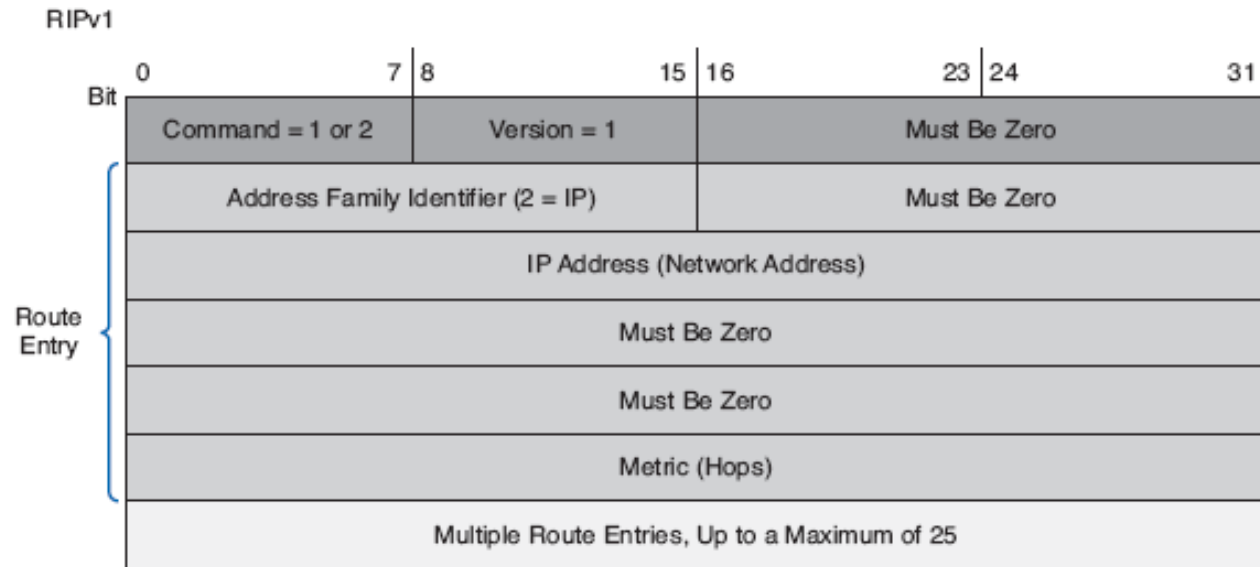 RIPv1
0 7 8 15 16 23 24 31
Bit
Command = 1 or 2 Version = 1 Must Be Zero
Address Family Identifier (2 = IP) Must Be Zero
IP Address (Network Address)
Route
Entry
Must Be Zero
Must Be Zero
Metric (Hops)
Multiple Route Entries, Up to a Maximum of 25